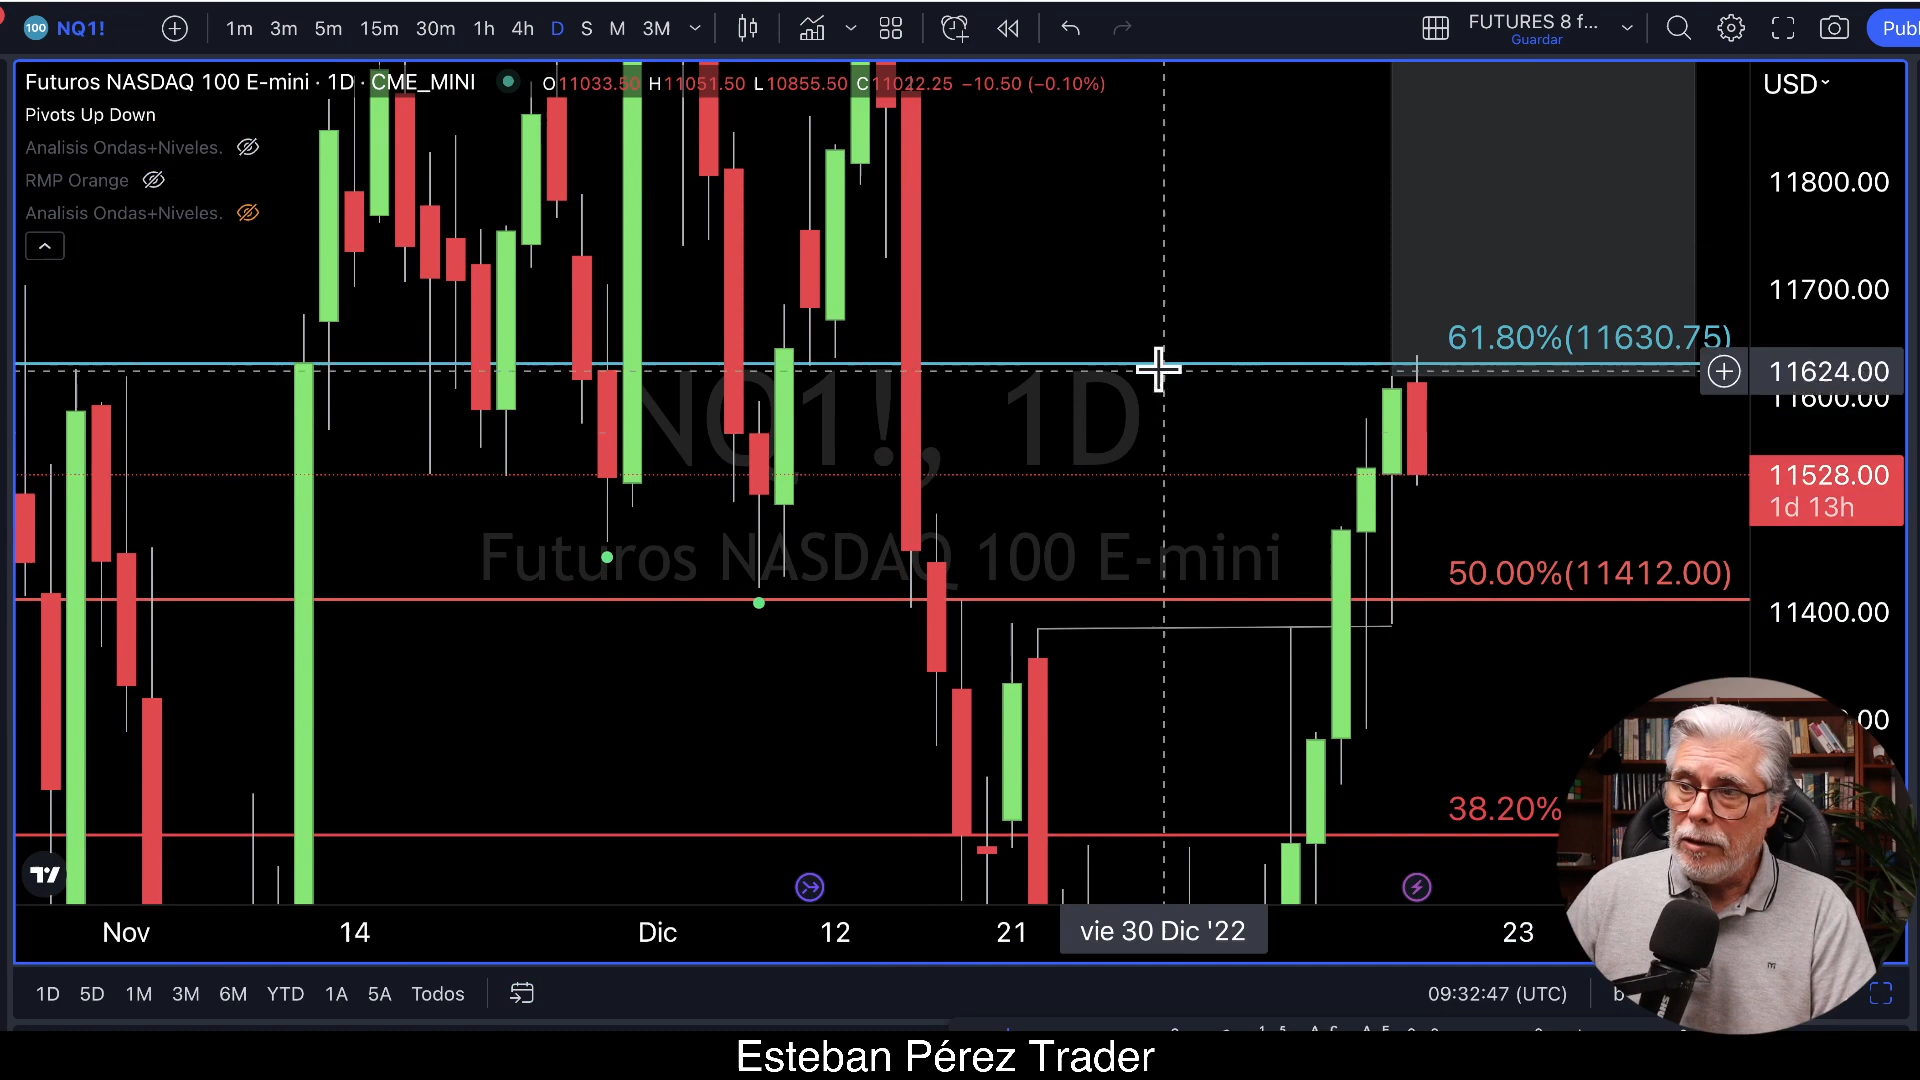 100 NQ1! 1m 3m 5m 15m 30m 1h 4h D S M 3M FUTURES 8 f...
Guardar
Publ
Futuros NASDAQ 100 E-mini · 1D · CME_MINI O11033.50 H11051.50 L10855.50 C11022.25 −10.50 (−0.10%)
USD
Pivots Up Down
Analisis Ondas+Niveles.
RMP Orange
Analisis Ondas+Niveles.
11800.00
11700.00
61.80%(11630.75)
11624.00
11600.00
NQ1!, 1D
11528.00
1d 13h
Futuros NASDAQ 100 E-mini
50.00%(11412.00)
11400.00
38.20%
Nov 14 Dic 12 21 vie 30 Dic '22 23
1D 5D 1M 3M 6M YTD 1A 5A Todos 09:32:47 (UTC)
Esteban Pérez Trader